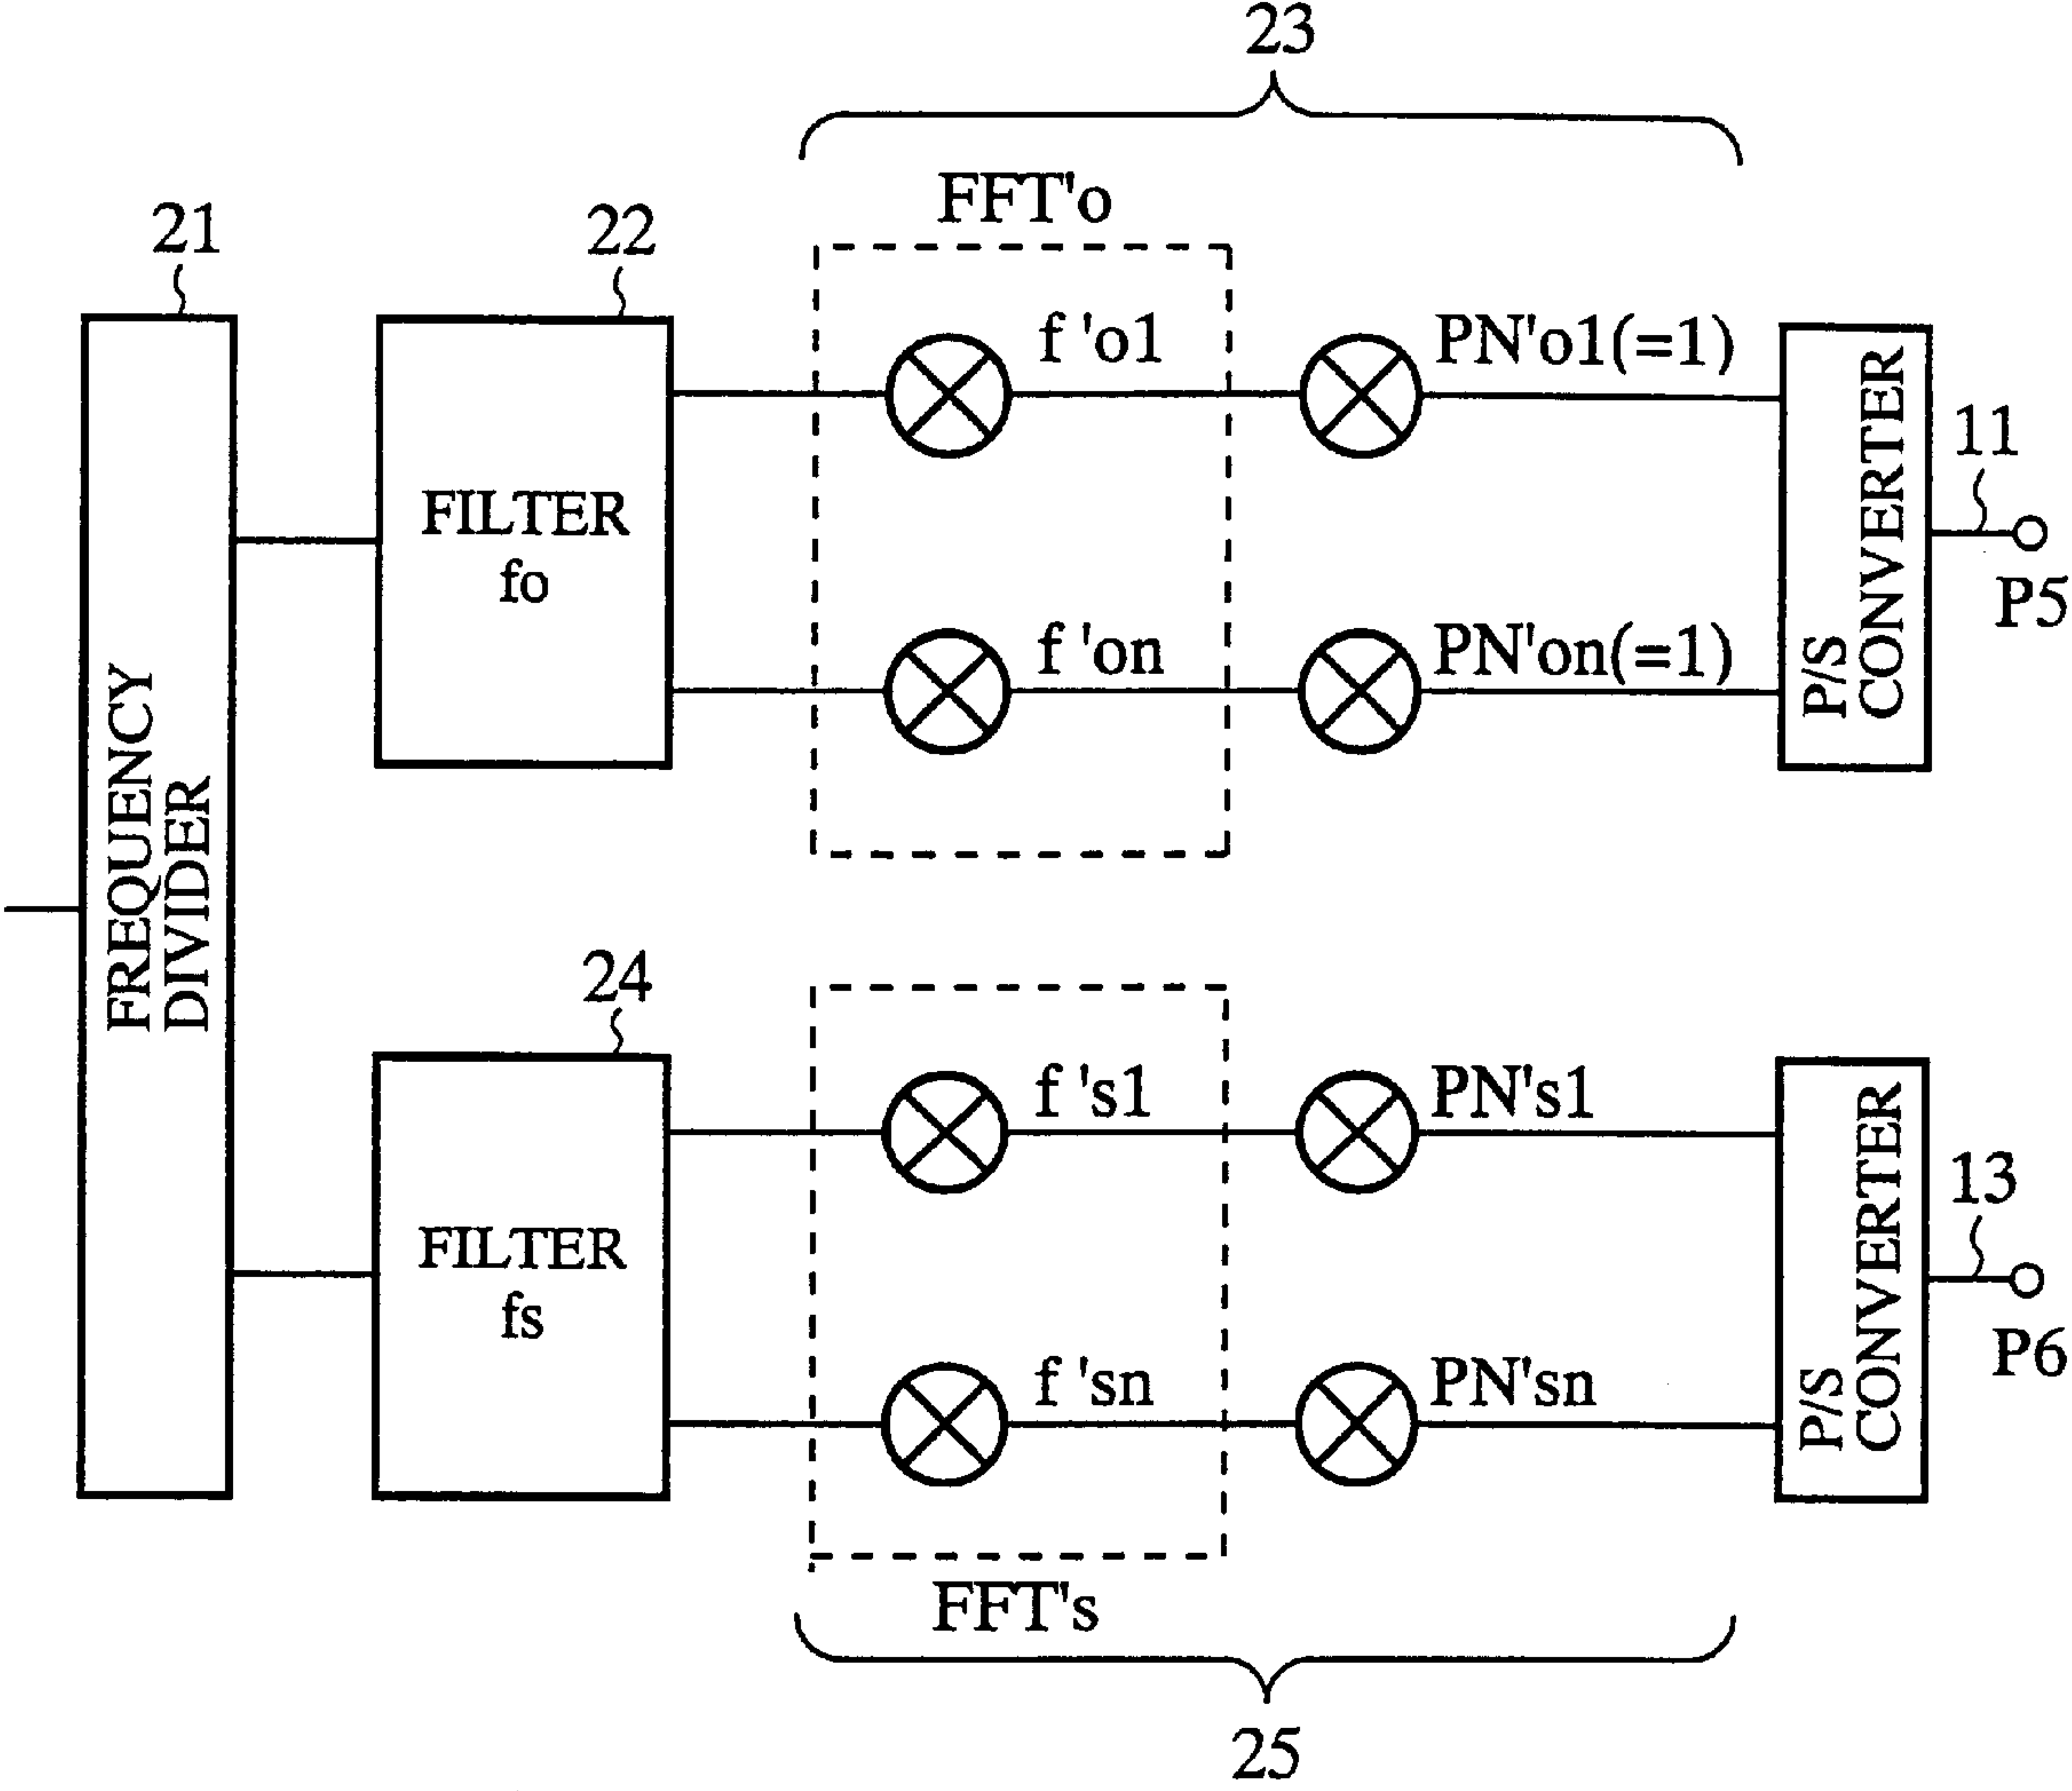 23
FFT'o
21
22
f 'o1
PN'o1(=1)
11
FILTER
fo
P/S
CONVERTER
P5
f 'on
PN'on(=1)
FREQUENCY
DIVIDER
24
f 's1
PN's1
13
FILTER
fs
P/S
CONVERTER
P6
f 'sn
PN'sn
FFT's
25